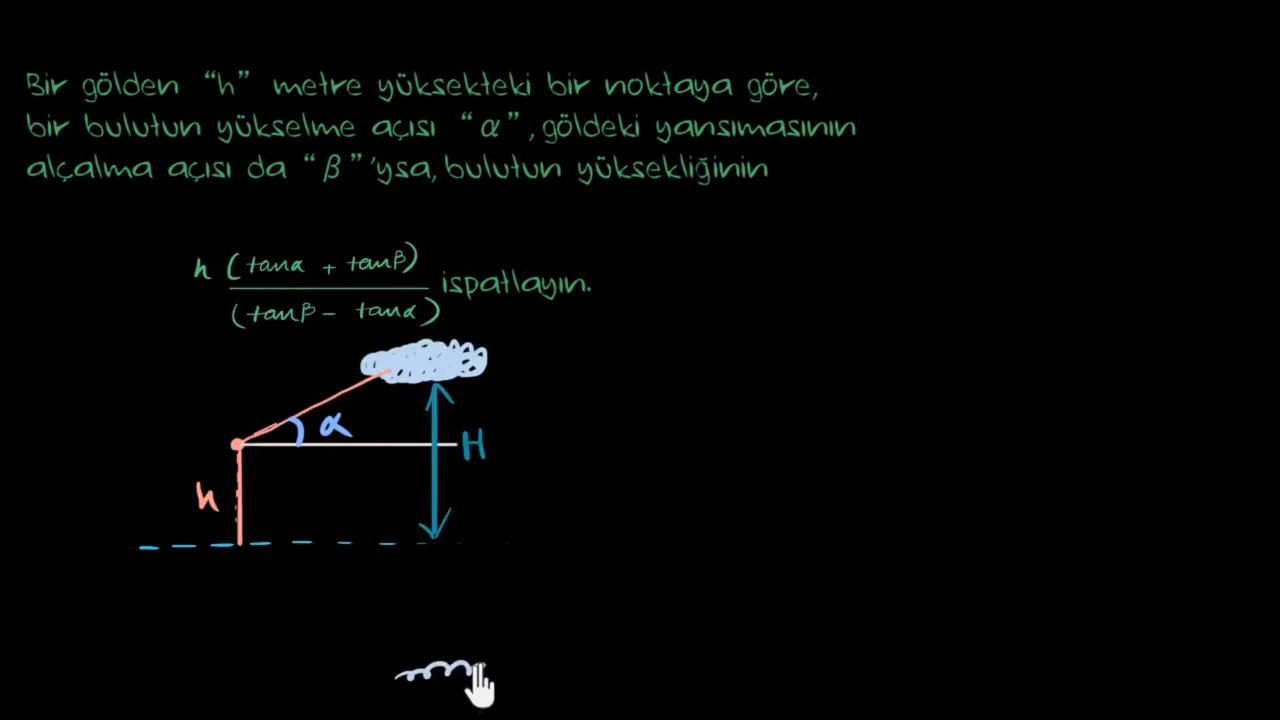 Bir gölden “h” metre yüksekteki bir noktaya göre,
bir bulutun yükselme açısı “α”, göldeki yansımasının
alçalma açısı da “β”'ysa, bulutun yüksekliğinin
h (tanα + tanβ)
(tanβ - tanα)
ispatlayın.
α
H
h